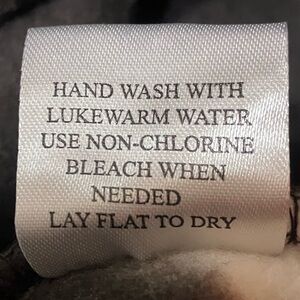 HAND WASH WITH
LUKEWARM WATER
USE NON-CHLORINE
BLEACH WHEN
NEEDED
LAY FLAT TO DRY